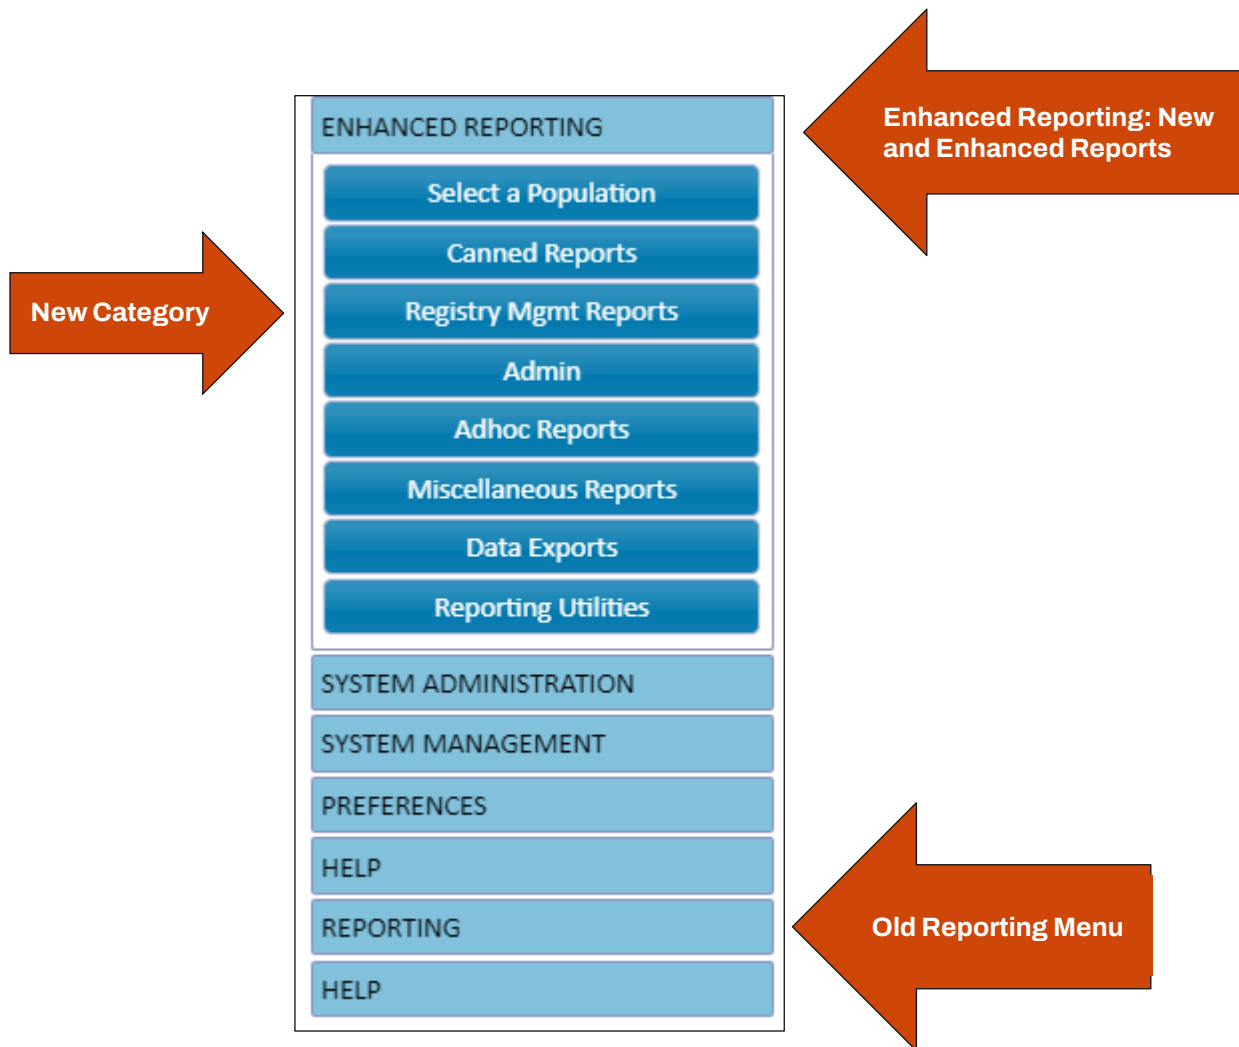 Enhanced Reporting: New
and Enhanced Reports
ENHANCED REPORTING
Select a Population
Canned Reports
New Category
Registry Mgmt Reports
Admin
Adhoc Reports
Miscellaneous Reports
Data Exports
Reporting Utilities
SYSTEM ADMINISTRATION
SYSTEM MANAGEMENT
PREFERENCES
HELP
REPORTING
Old Reporting Menu
HELP